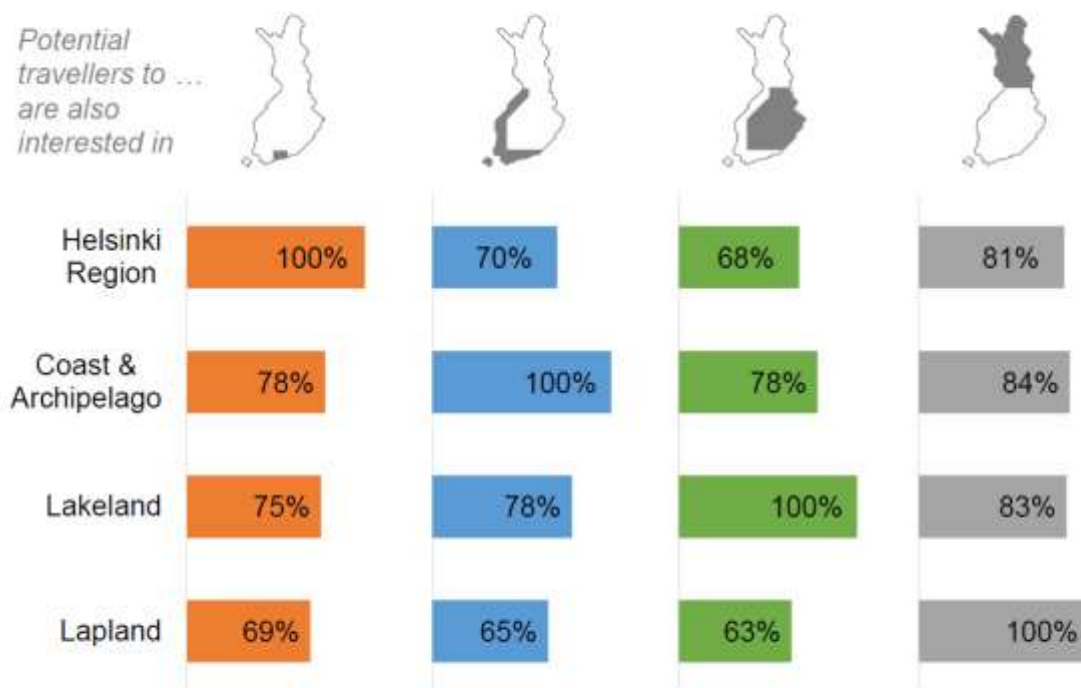 Potential
travellers to ...
are also
interested in
Helsinki
Region
100%
70%
68%
81%
Coast &
Archipelago
78%
100%
78%
84%
Lakeland
75%
78%
100%
83%
Lapland
69%
65%
63%
100%